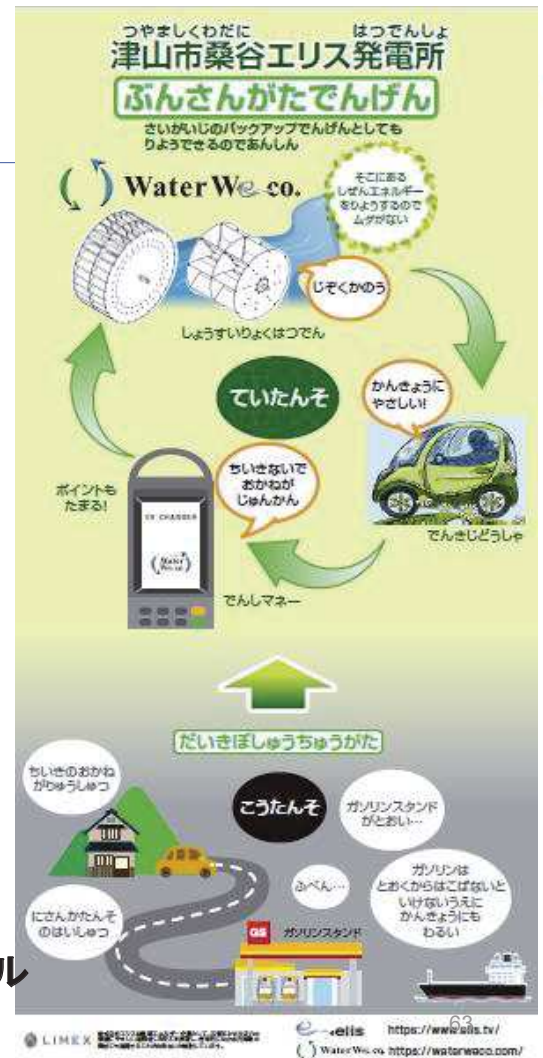 つやましくわだに はつでんしょ
津山市桑谷エリス発電所
ぶんさんがたでんげん
さいがいじのバックアップでんげんとしても
りようできるのであんしん
Water We co.
そこにある
しぜんエネルギー
をりようするので
ムダがない
じぞくかのう
しょうすいりょくはつでん
ていたんそ
かんきょうに
やさしい!
ちいきないで
おかねが
じゅんかん
ポイントも
たまる!
EV CHARGER
Water
We co.
でんきじどうしゃ
でんしマネー
だいきぼしゅうちゅうがた
ちいきのおかね
がりゅうしゅつ
こうたんそ
ガソリンスタンド
がとおい…
ふべん…
ガソリンは
とおくからはこばないと
いけないうえに
かんきょうにも
わるい
にさんかたんそ
のはいしゅつ
GS ガソリンスタンド
ル
63
LIMEX
elis https://www.elis.tv/
Water We co. https://waterweco.com/